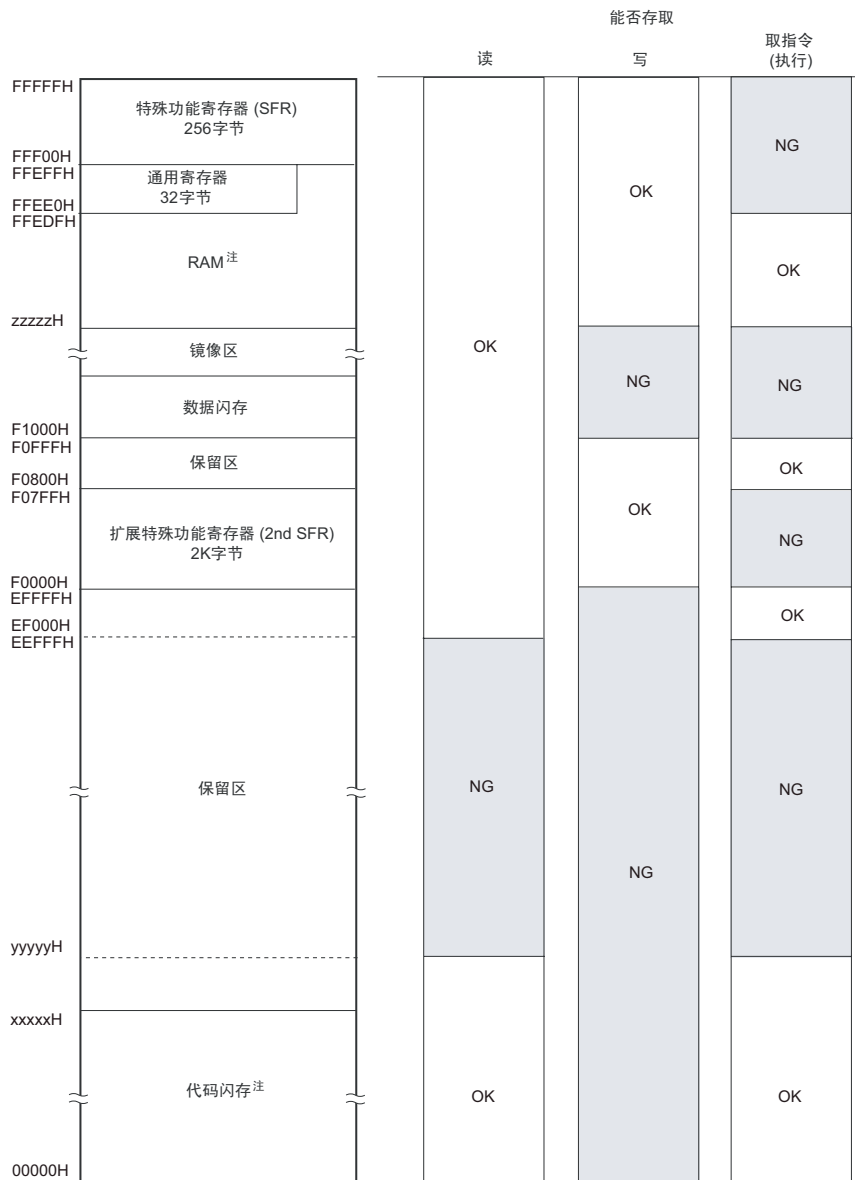 能否存取
读
写
取指令
(执行)
FFFFFH
特殊功能寄存器 (SFR)
256字节
NG
FFF00H
FFEFFH
通用寄存器
32字节
OK
FFEE0H
FFEDFH
RAM注
OK
zzzzzH
镜像区
OK
NG
NG
数据闪存
F1000H
F0FFFH
保留区
OK
F0800H
F07FFH
OK
扩展特殊功能寄存器 (2nd SFR)
2K字节
NG
F0000H
EFFFFH
OK
EF000H
EEFFFH
保留区
NG
NG
NG
yyyyyH
xxxxxH
代码闪存注
OK
OK
00000H